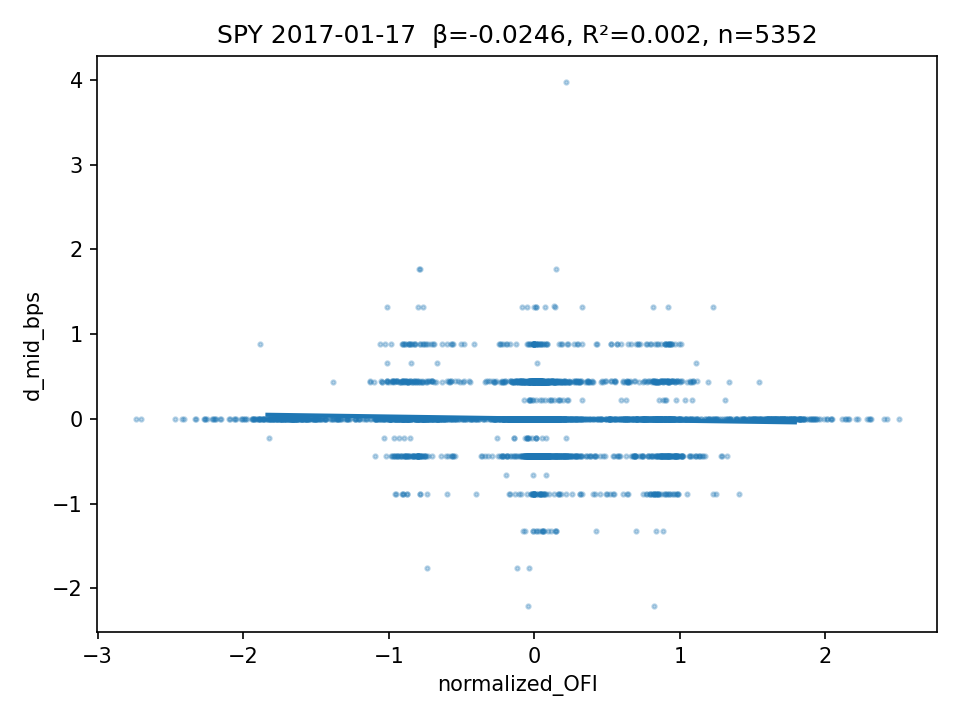 SPY 2017-01-17  β=-0.0246, R²=0.002, n=5352
d_mid_bps
4
3
2
1
0
−1
−2
−3 −2 −1 0 1 2
normalized_OFI